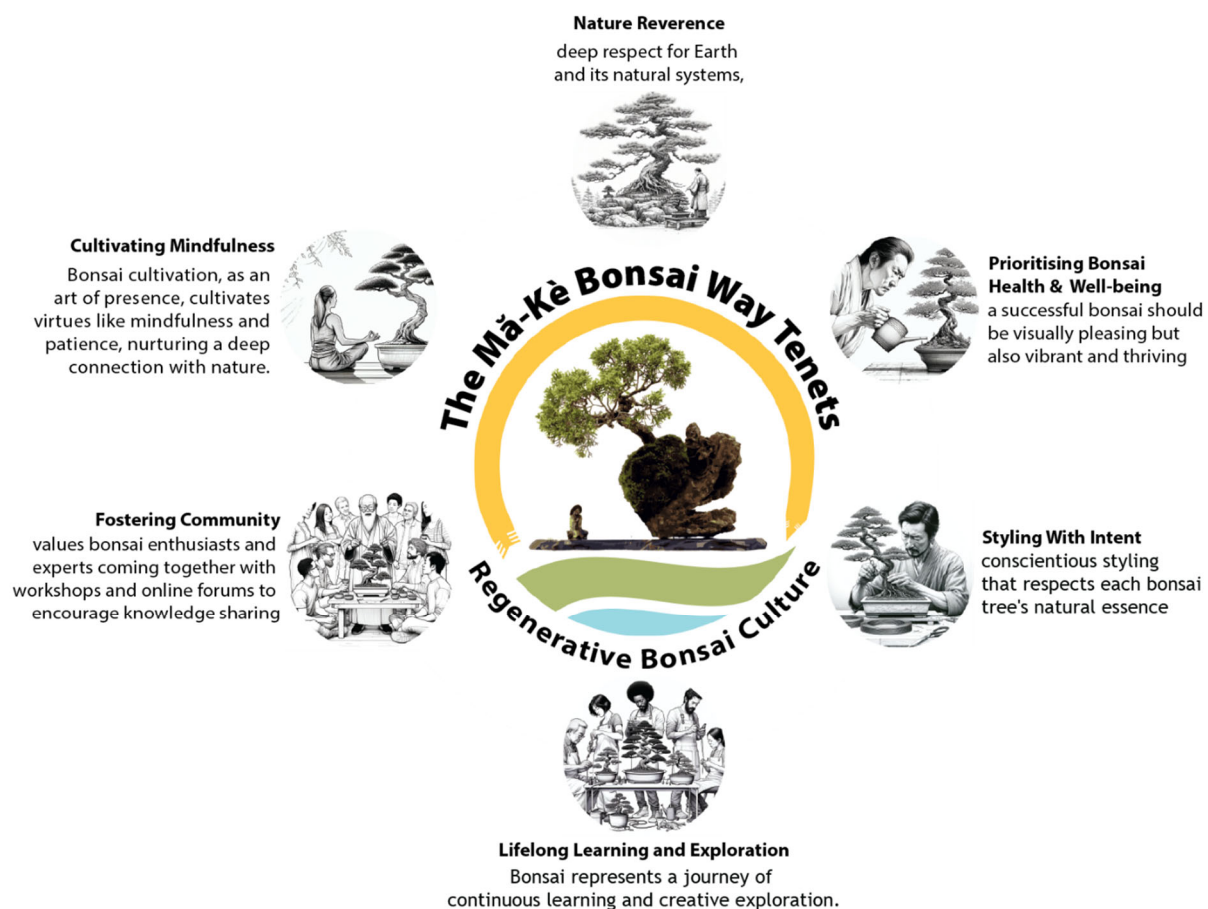 Nature Reverence
deep respect for Earth
and its natural systems,
Cultivating Mindfulness
Bonsai cultivation, as an
art of presence, cultivates
virtues like mindfulness and
patience, nurturing a deep
connection with nature.
Prioritising Bonsai
Health & Well-being
a successful bonsai should
be visually pleasing but
also vibrant and thriving
The Mǎ-Kè Bonsai Way Tenets
Regenerative Bonsai Culture
Fostering Community
values bonsai enthusiasts and
experts coming together with
workshops and online forums to
encourage knowledge sharing
Styling With Intent
conscientious styling
that respects each bonsai
tree's natural essence
Lifelong Learning and Exploration
Bonsai represents a journey of
continuous learning and creative exploration.